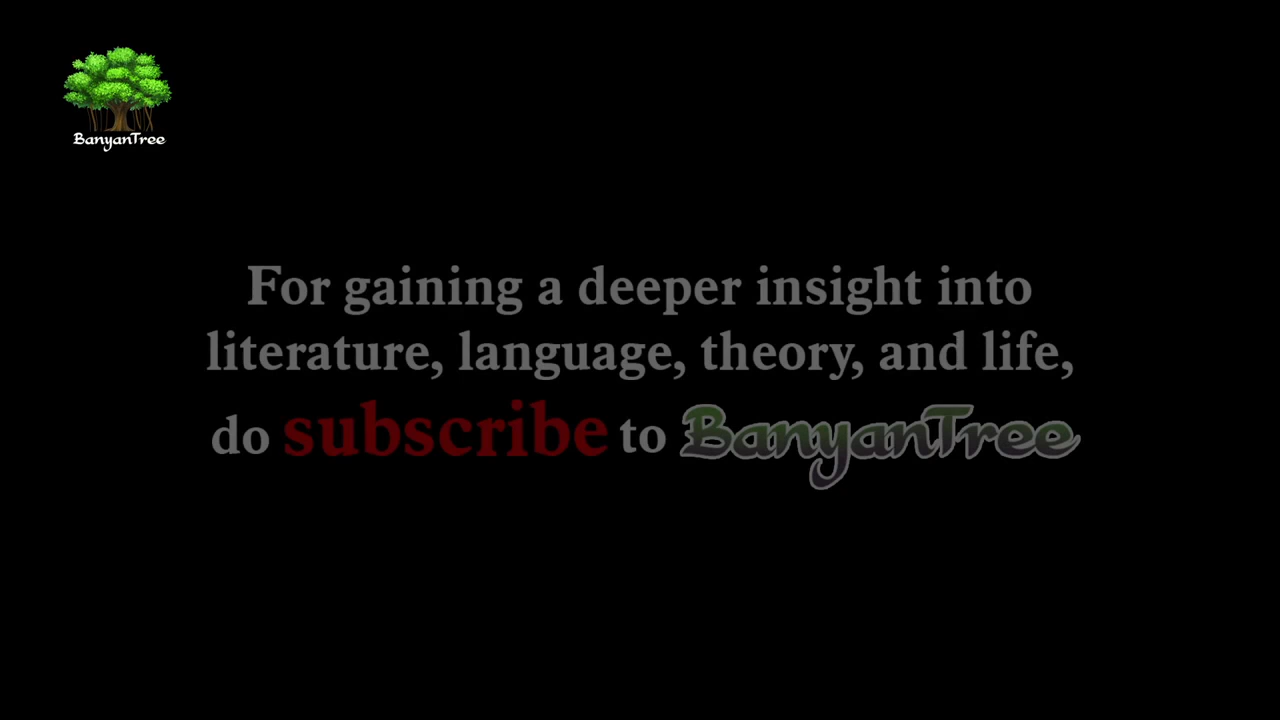 BanyanTree
For gaining a deeper insight into
literature, language, theory, and life,
do subscribe to BanyanTree